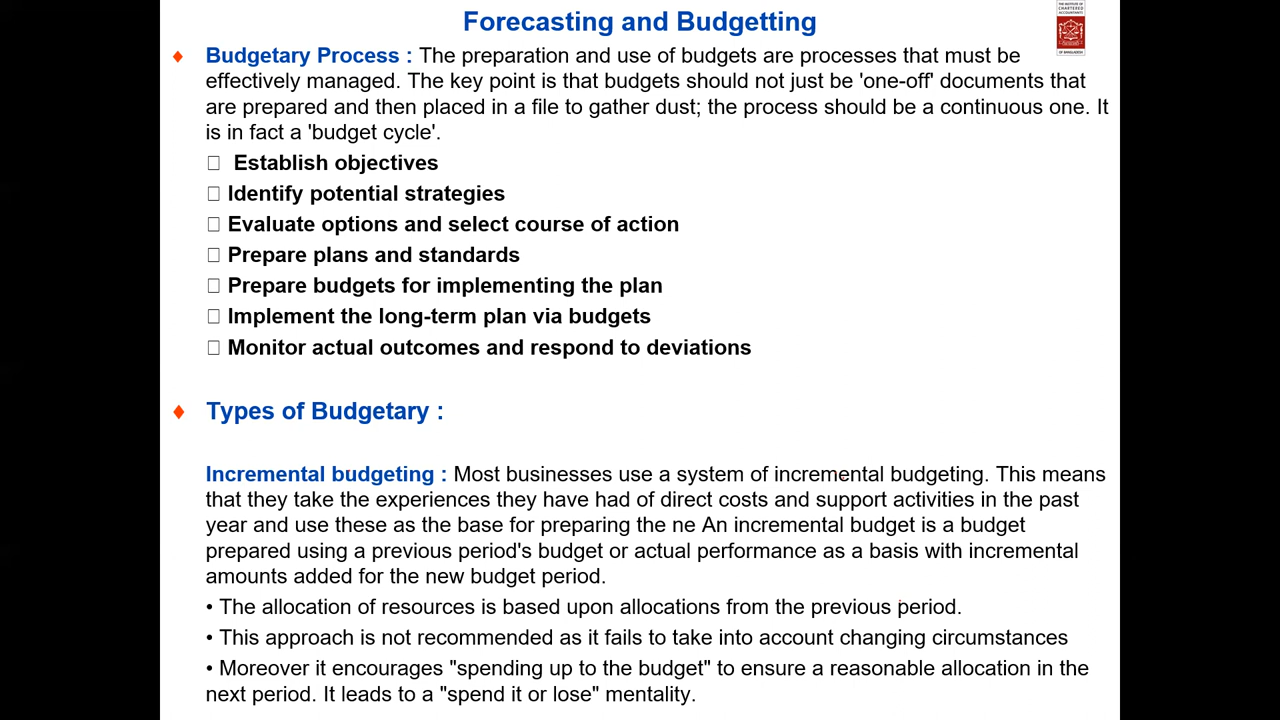 Forecasting and Budgetting
THE INSTITUTE OF
CHARTERED
ACCOUNTANTS
OF BANGLADESH
♦ Budgetary Process : The preparation and use of budgets are processes that must be
effectively managed. The key point is that budgets should not just be 'one-off' documents that
are prepared and then placed in a file to gather dust; the process should be a continuous one. It
is in fact a 'budget cycle'.
□ Establish objectives
□ Identify potential strategies
□ Evaluate options and select course of action
□ Prepare plans and standards
□ Prepare budgets for implementing the plan
□ Implement the long-term plan via budgets
□ Monitor actual outcomes and respond to deviations
♦ Types of Budgetary :
Incremental budgeting : Most businesses use a system of incremental budgeting. This means
that they take the experiences they have had of direct costs and support activities in the past
year and use these as the base for preparing the ne An incremental budget is a budget
prepared using a previous period's budget or actual performance as a basis with incremental
amounts added for the new budget period.
• The allocation of resources is based upon allocations from the previous period.
• This approach is not recommended as it fails to take into account changing circumstances
• Moreover it encourages "spending up to the budget" to ensure a reasonable allocation in the
next period. It leads to a "spend it or lose" mentality.